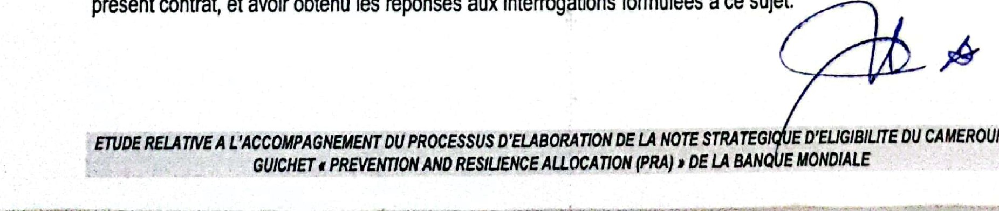 présent contrat, et avoir obtenu les réponses aux interrogations formulées à ce sujet.
ETUDE RELATIVE A L'ACCOMPAGNEMENT DU PROCESSUS D'ELABORATION DE LA NOTE STRATEGIQUE D'ELIGIBILITE DU CAMEROU
GUICHET « PREVENTION AND RESILIENCE ALLOCATION (PRA) » DE LA BANQUE MONDIALE